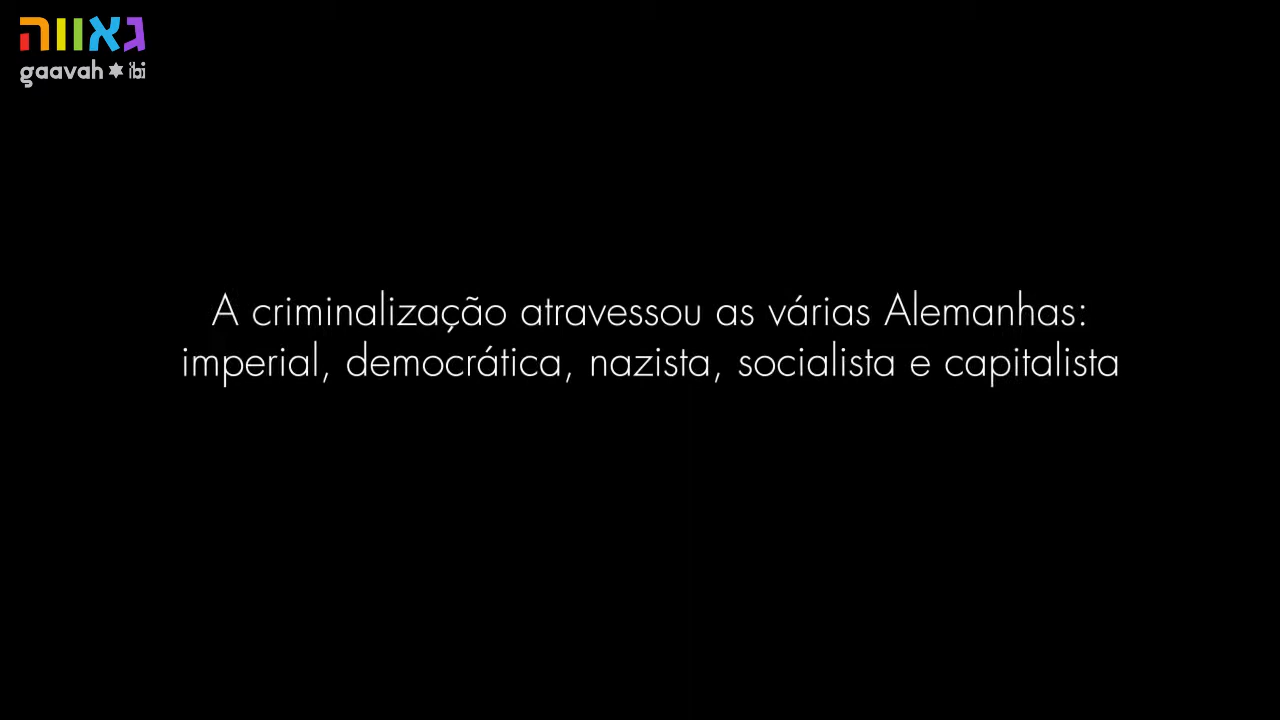 גאווה
gaavah ibi
A criminalização atravessou as várias Alemanhas:
imperial, democrática, nazista, socialista e capitalista